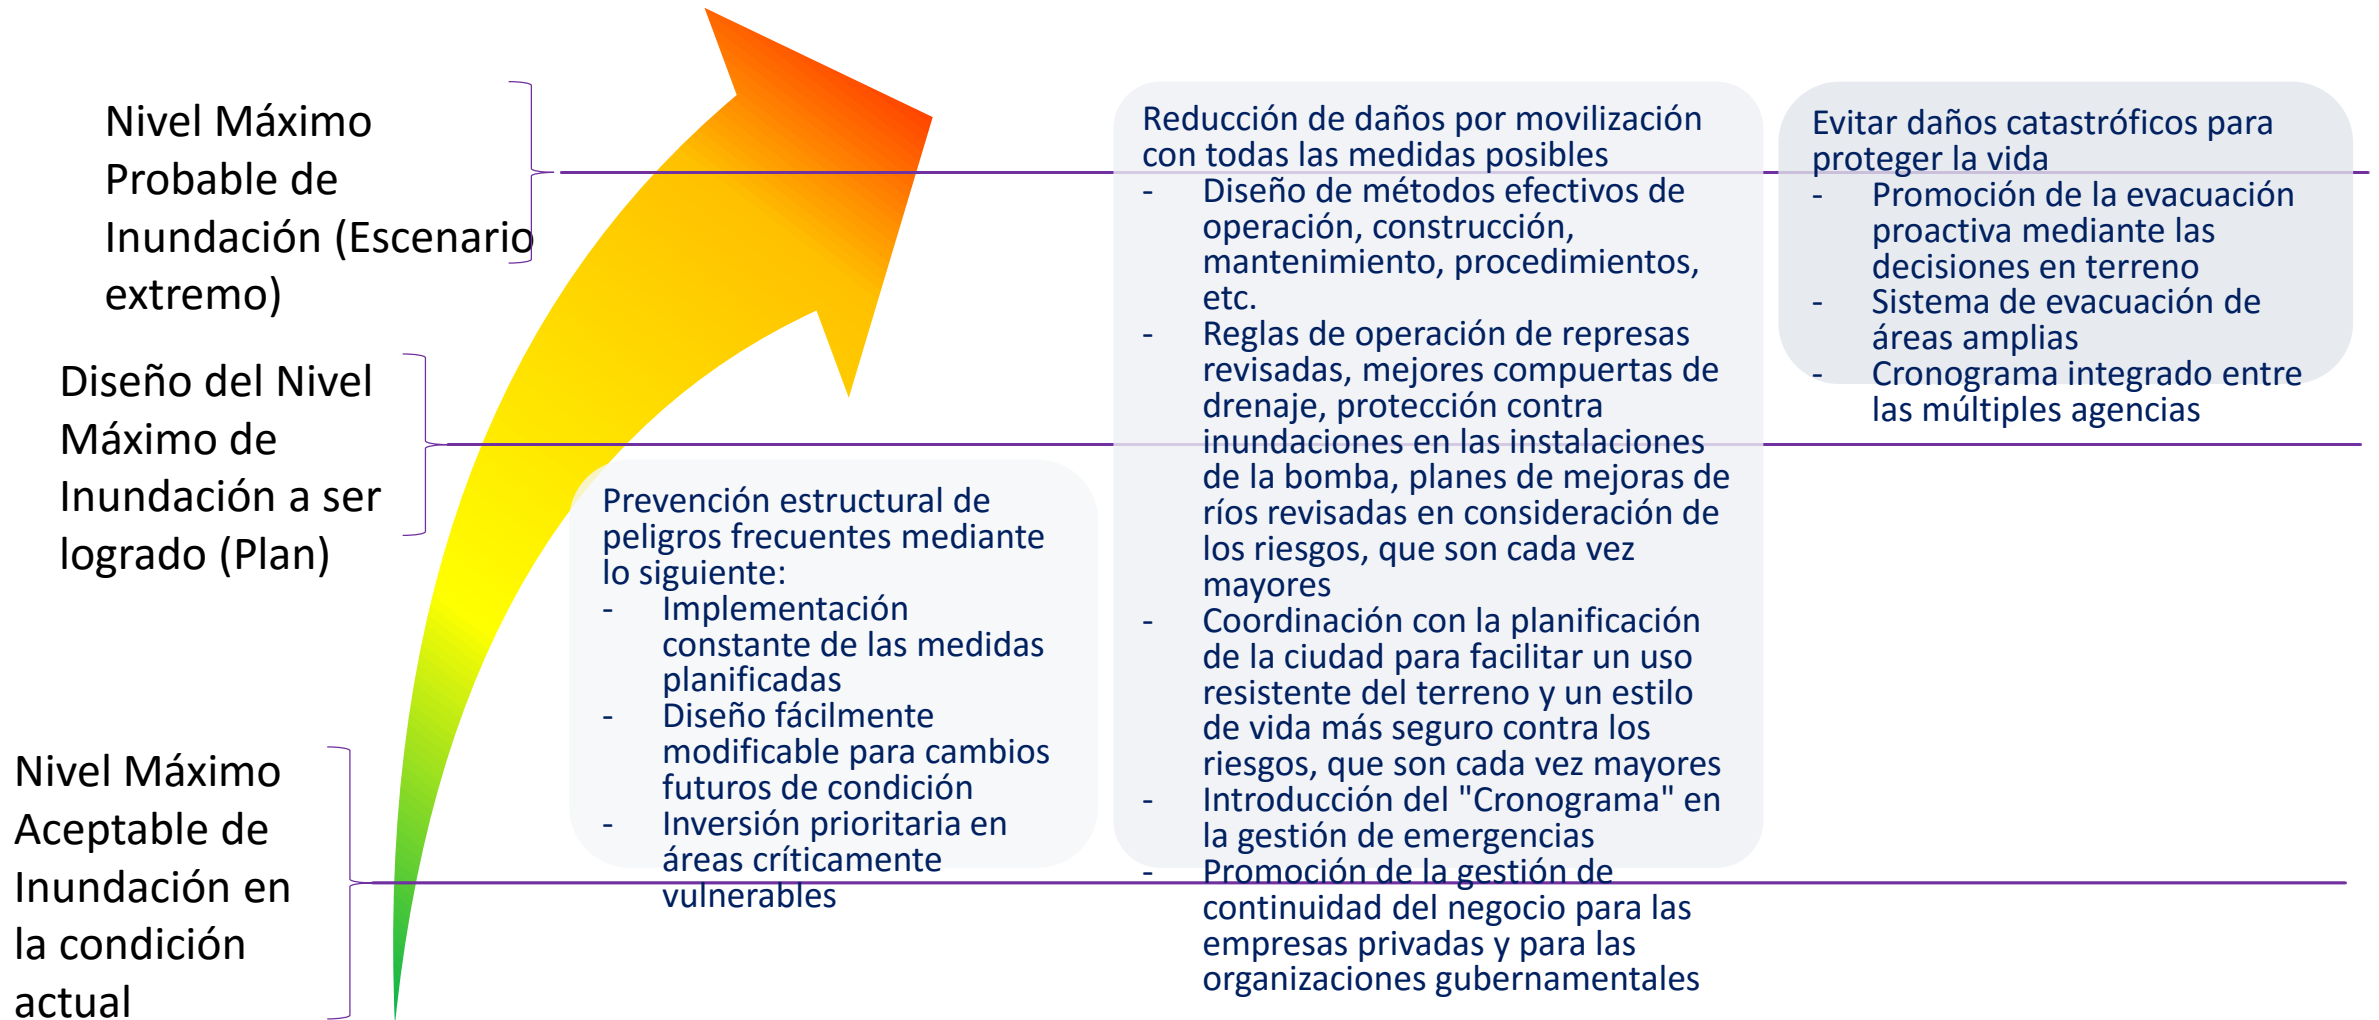 Nivel Máximo
Probable de
Inundación (Escenario
extremo)
Diseño del Nivel
Máximo de
Inundación a ser
logrado (Plan)
Nivel Máximo
Aceptable de
Inundación en
la condición
actual
Prevención estructural de
peligros frecuentes mediante
lo siguiente:
- Implementación
constante de las medidas
planificadas
- Diseño fácilmente
modificable para cambios
futuros de condición
- Inversión prioritaria en
áreas críticamente
vulnerables
Reducción de daños por movilización
con todas las medidas posibles
- Diseño de métodos efectivos de
operación, construcción,
mantenimiento, procedimientos,
etc.
- Reglas de operación de represas
revisadas, mejores compuertas de
drenaje, protección contra
inundaciones en las instalaciones
de la bomba, planes de mejoras de
ríos revisadas en consideración de
los riesgos, que son cada vez
mayores
- Coordinación con la planificación
de la ciudad para facilitar un uso
resistente del terreno y un estilo
de vida más seguro contra los
riesgos, que son cada vez mayores
- Introducción del "Cronograma" en
la gestión de emergencias
- Promoción de la gestión de
continuidad del negocio para las
empresas privadas y para las
organizaciones gubernamentales
Evitar daños catastróficos para
proteger la vida
- Promoción de la evacuación
proactiva mediante las
decisiones en terreno
- Sistema de evacuación de
áreas amplias
- Cronograma integrado entre
las múltiples agencias